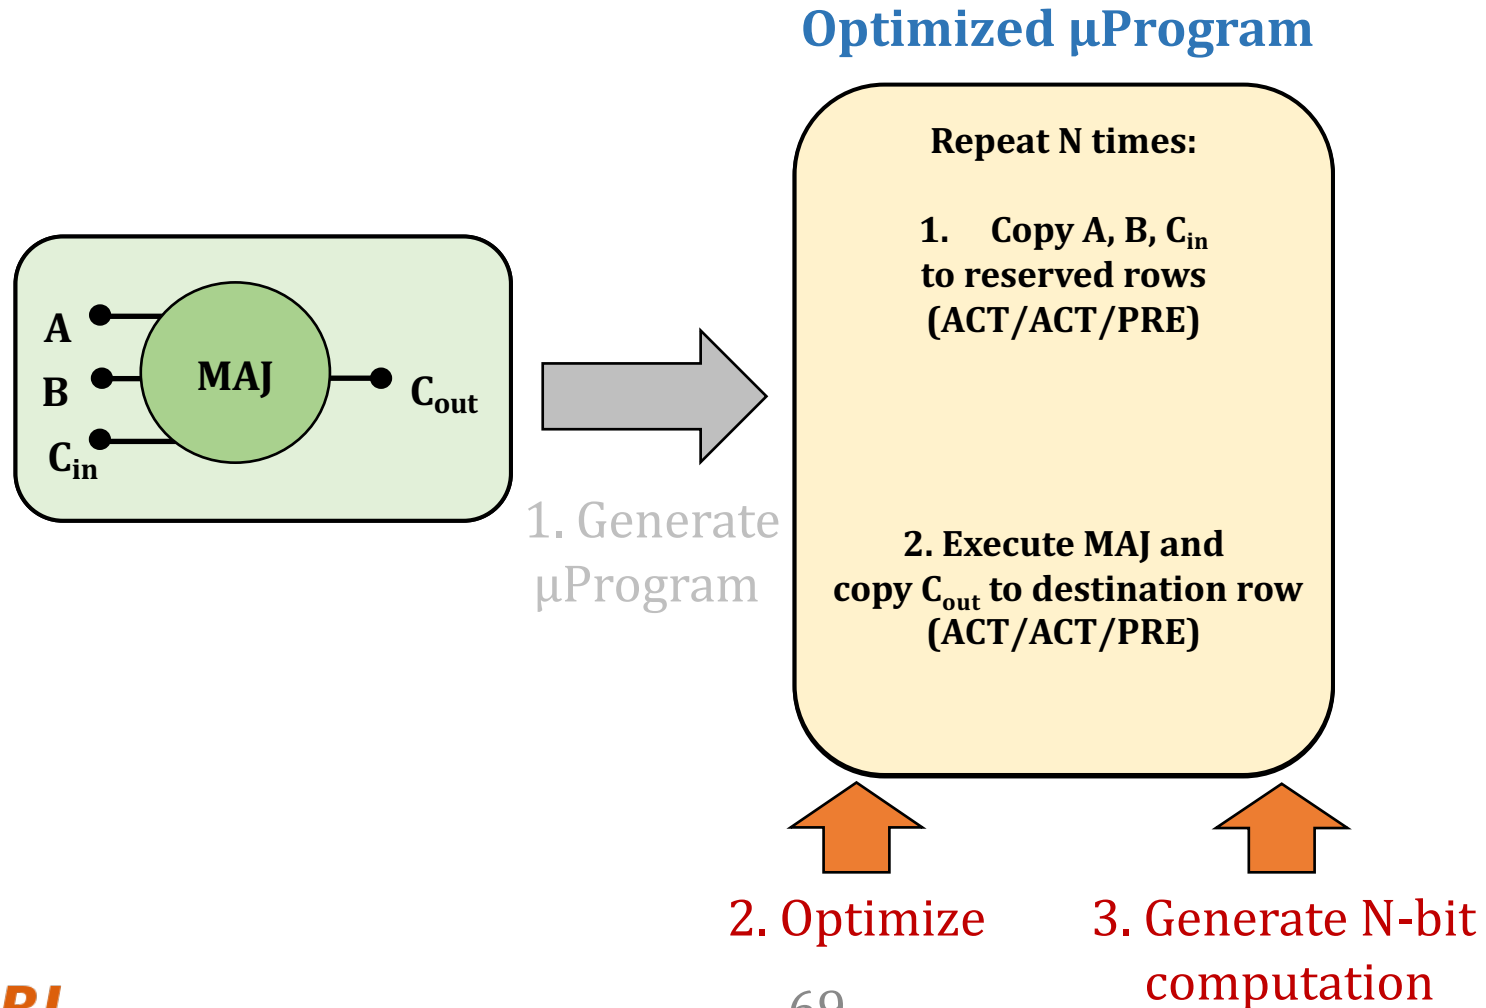 Optimized μProgram
Repeat N times:
1. Copy A, B, Cin
to reserved rows
(ACT/ACT/PRE)
A
B
Cin
MAJ
Cout
1. Generate
μProgram
2. Execute MAJ and
copy Cout to destination row
(ACT/ACT/PRE)
2. Optimize
3. Generate N-bit
computation